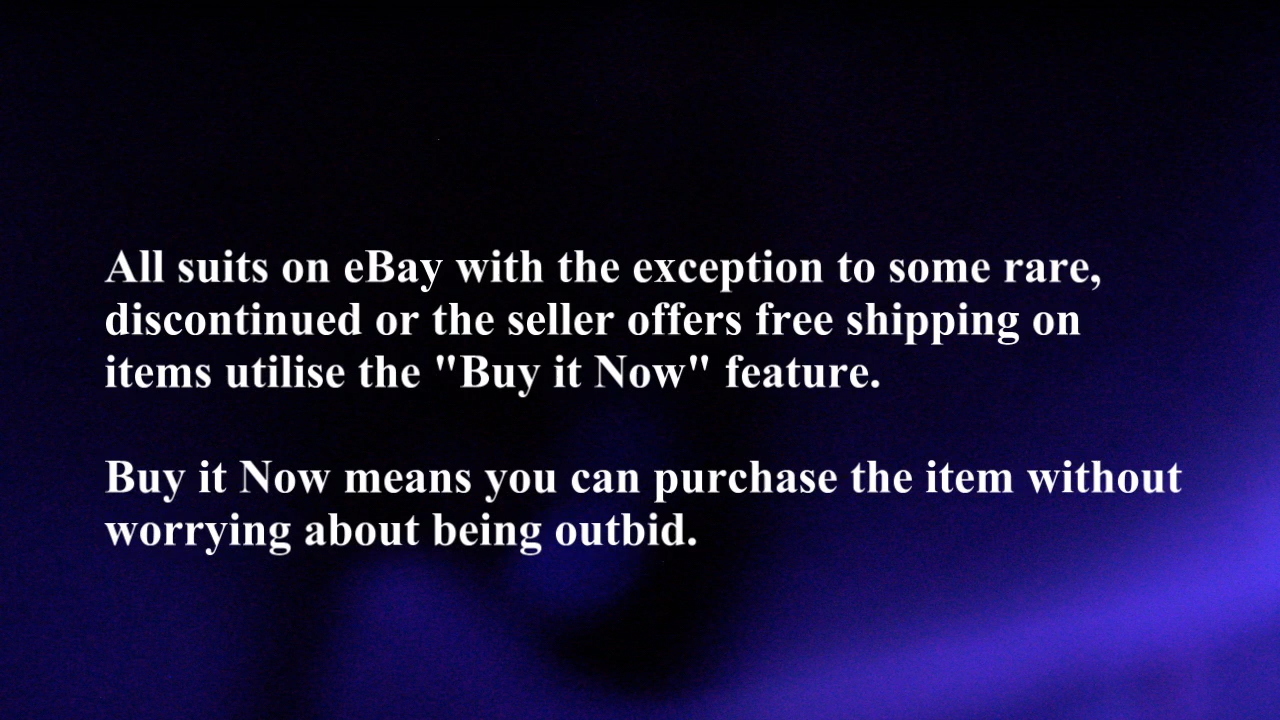 All suits on eBay with the exception to some rare,
discontinued or the seller offers free shipping on
items utilise the "Buy it Now" feature.
Buy it Now means you can purchase the item without
worrying about being outbid.